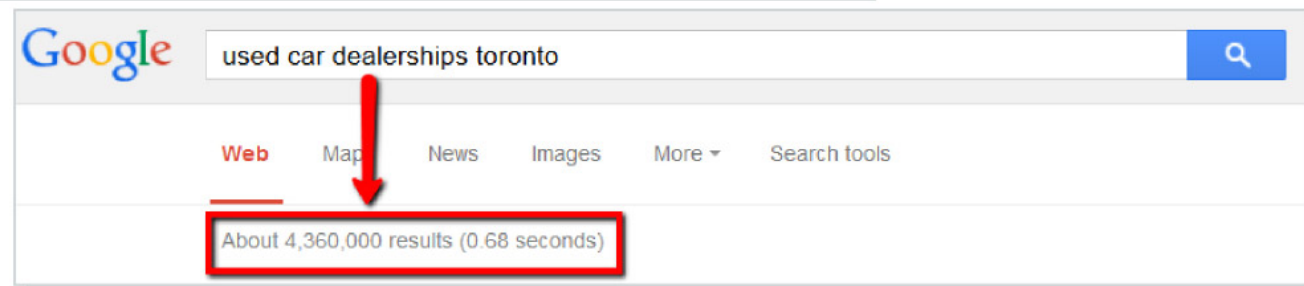 Google used car dealerships toronto
Web Maps News Images More Search tools
About 4,360,000 results (0.68 seconds)